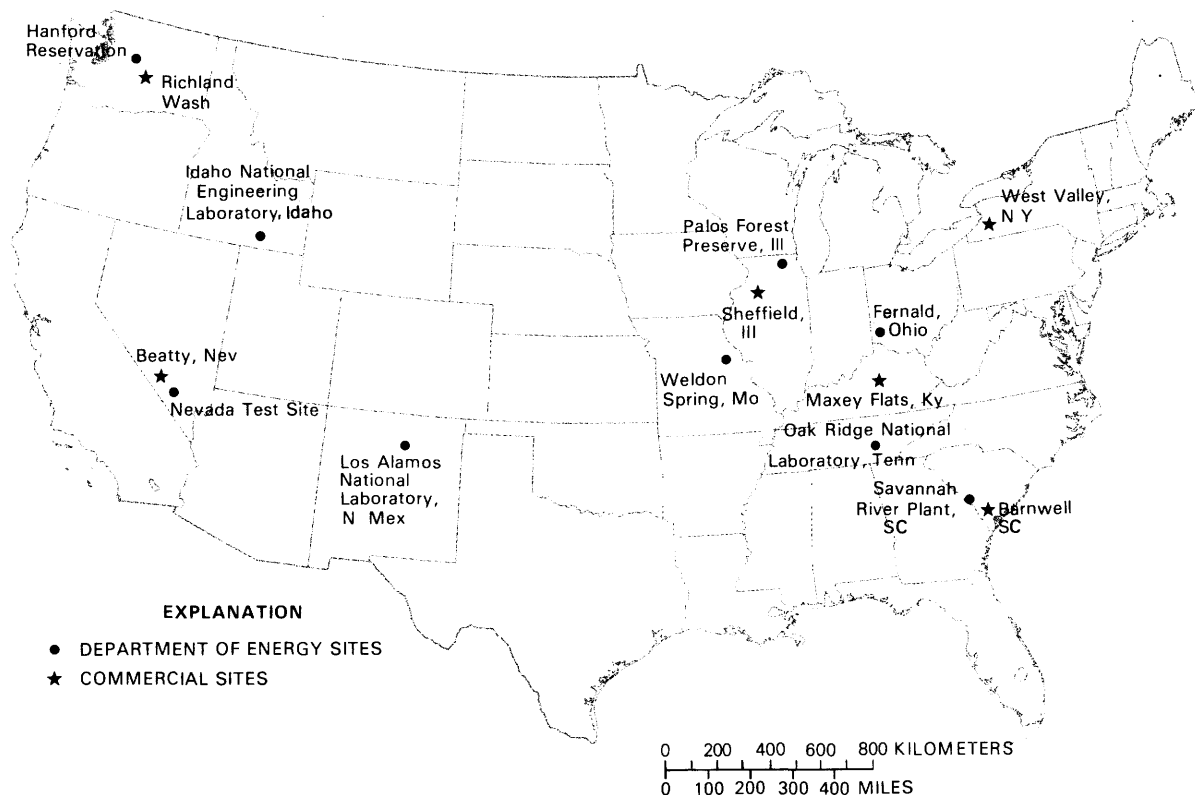 Hanford
Reservation
Richland
Wash
Idaho National
Engineering
Laboratory, Idaho
West Valley,
N Y
Palos Forest
Preserve, Ill
Sheffield,
Ill
Fernald,
Ohio
Beatty, Nev
Nevada Test Site
Weldon
Spring, Mo
Maxey Flats, Ky
Oak Ridge National
Laboratory, Tenn
Los Alamos
National
Laboratory,
N Mex
Savannah
River Plant,
SC
Barnwell
SC
EXPLANATION
DEPARTMENT OF ENERGY SITES
COMMERCIAL SITES
0 200 400 600 800 KILOMETERS
0 100 200 300 400 MILES